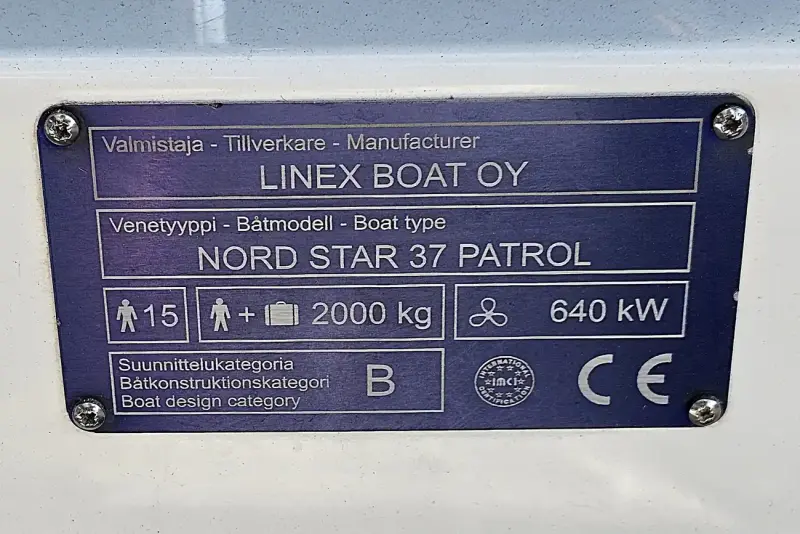 Valmistaja - Tillverkare - Manufacturer
LINEX BOAT OY
Venetyyppi - Båtmodell - Boat type
NORD STAR 37 PATROL
15 + 2000 kg 640 kW
Suunnittelukategoria
Båtkonstruktionskategori
Boat design category
B
INTERNATIONAL
IMCI
CERTIFICATION
CE